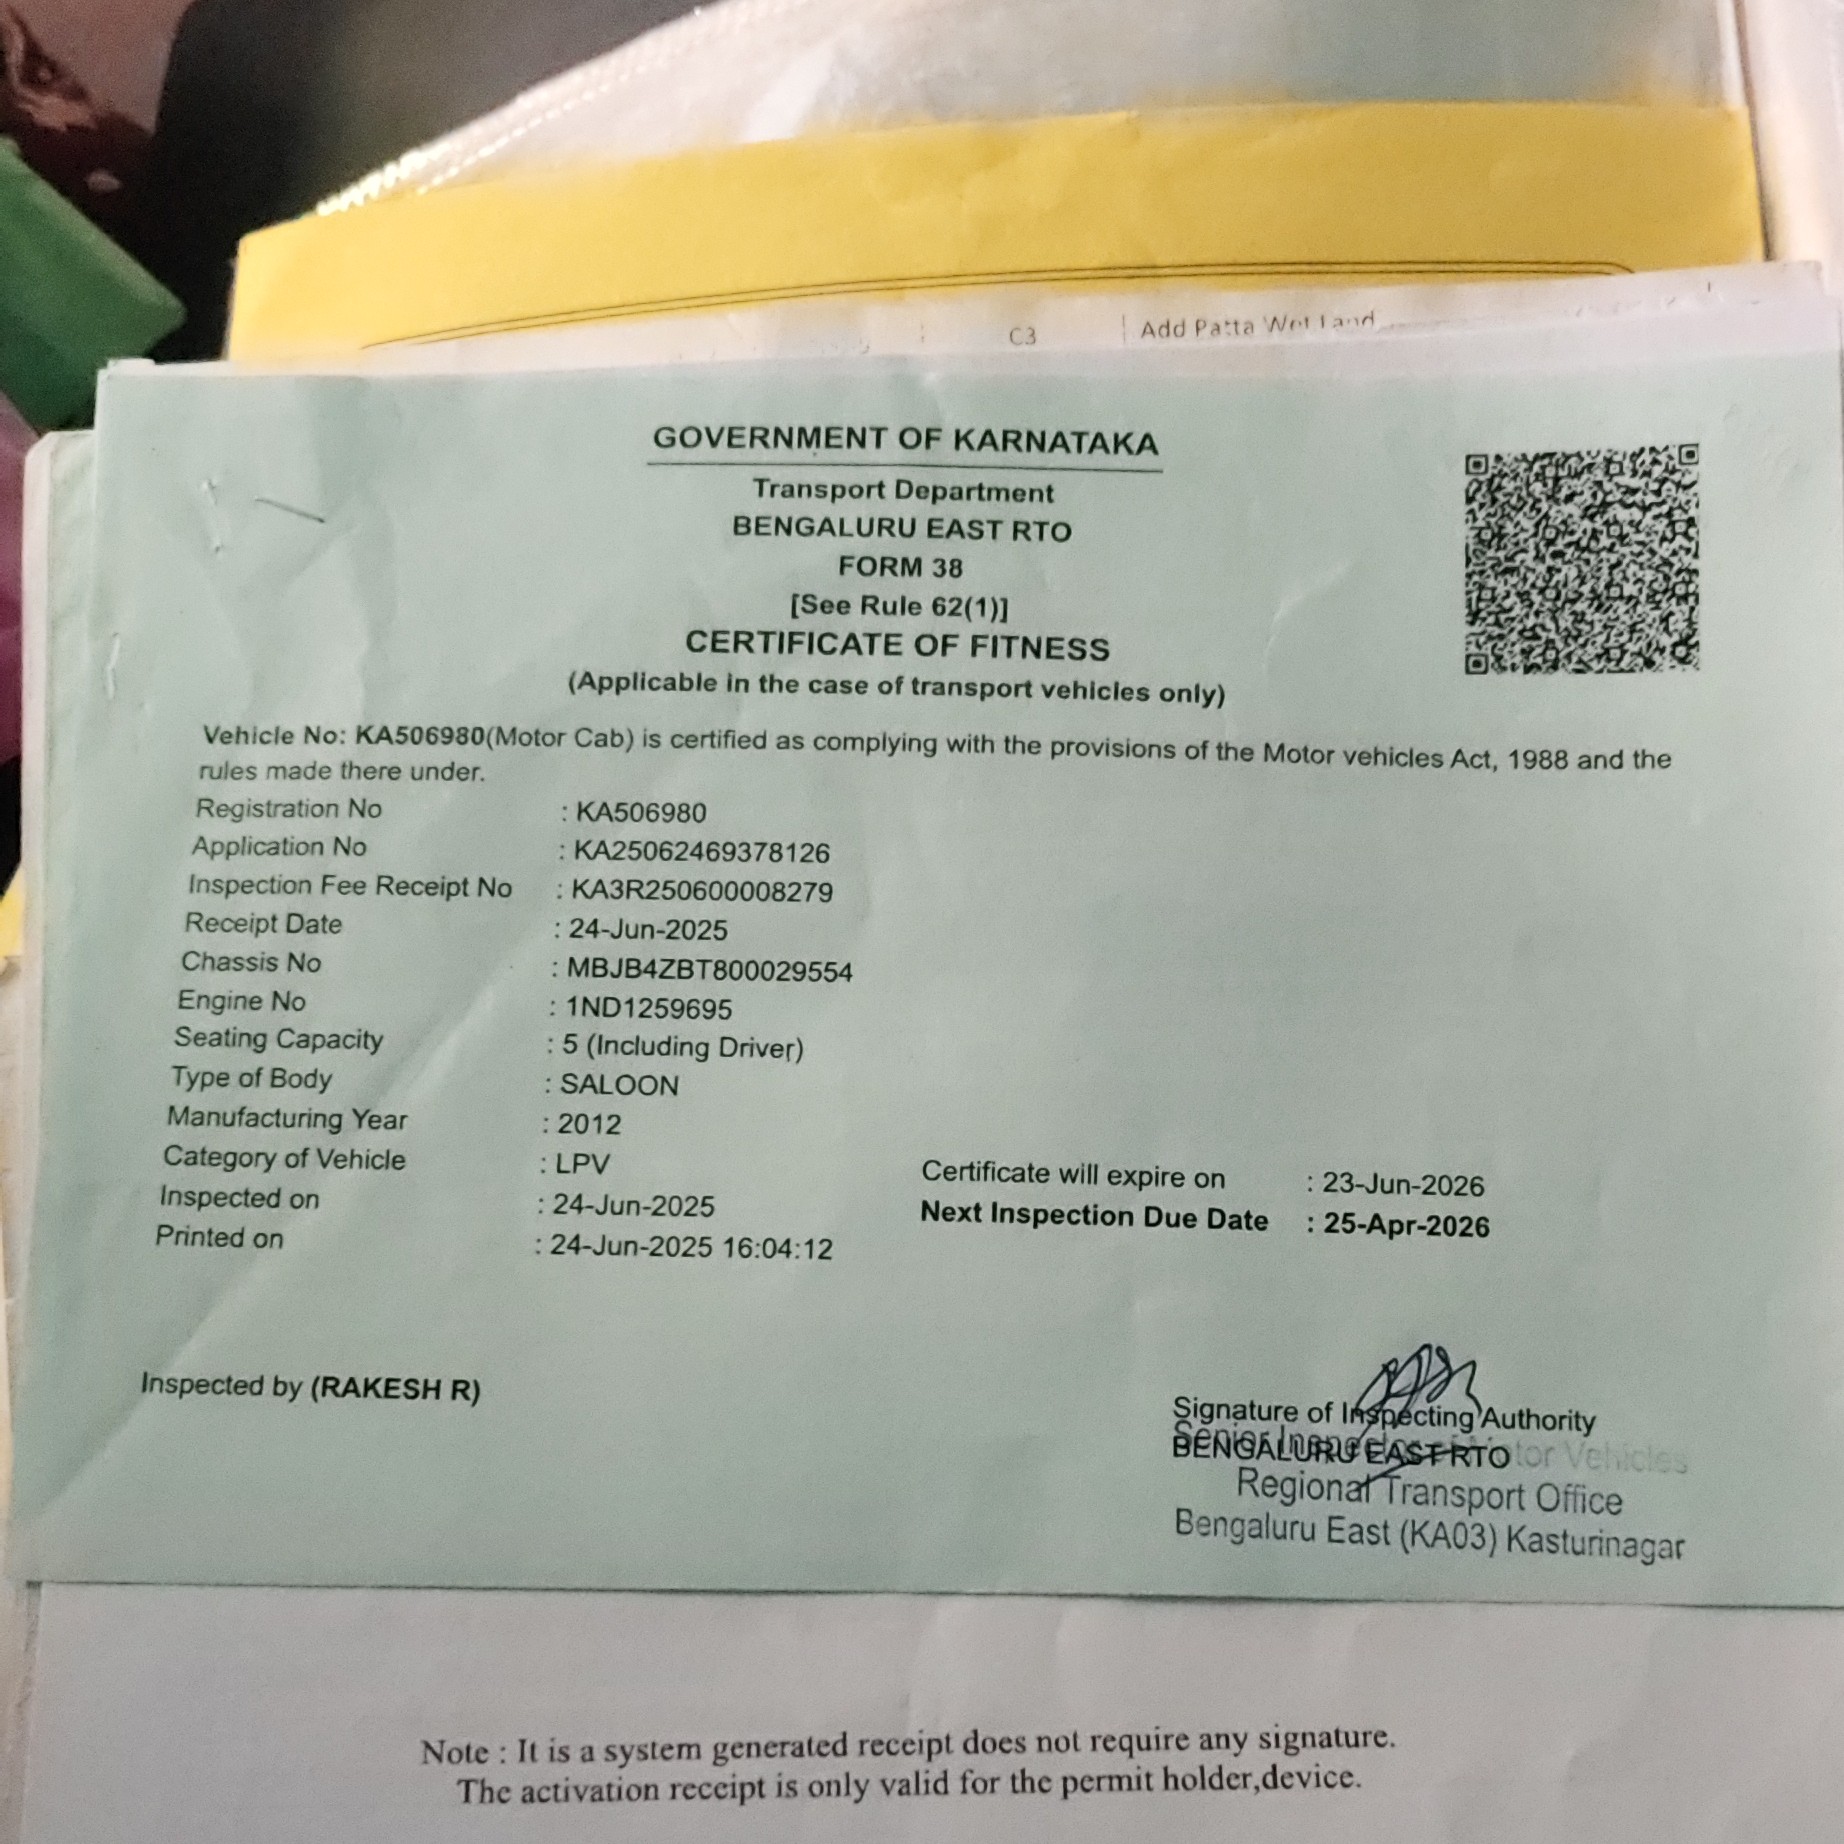 C3 Add Patta Wet Land
GOVERNMENT OF KARNATAKA
Transport Department
BENGALURU EAST RTO
FORM 38
[See Rule 62(1)]
CERTIFICATE OF FITNESS
(Applicable in the case of transport vehicles only)
Vehicle No: KA506980(Motor Cab) is certified as complying with the provisions of the Motor vehicles Act, 1988 and the
rules made there under.
Registration No : KA506980
Application No : KA25062469378126
Inspection Fee Receipt No : KA3R250600008279
Receipt Date : 24-Jun-2025
Chassis No : MBJB4ZBT800029554
Engine No : 1ND1259695
Seating Capacity : 5 (Including Driver)
Type of Body : SALOON
Manufacturing Year : 2012
Category of Vehicle : LPV
Certificate will expire on : 23-Jun-2026
Inspected on : 24-Jun-2025
Next Inspection Due Date : 25-Apr-2026
Printed on : 24-Jun-2025 16:04:12
Inspected by (RAKESH R)
Signature of Inspecting Authority
Senior Inspector of Motor Vehicles
BENGALURU EAST RTO
Regional Transport Office
Bengaluru East (KA03) Kasturinagar
Note : It is a system generated receipt does not require any signature.
The activation receipt is only valid for the permit holder,device.